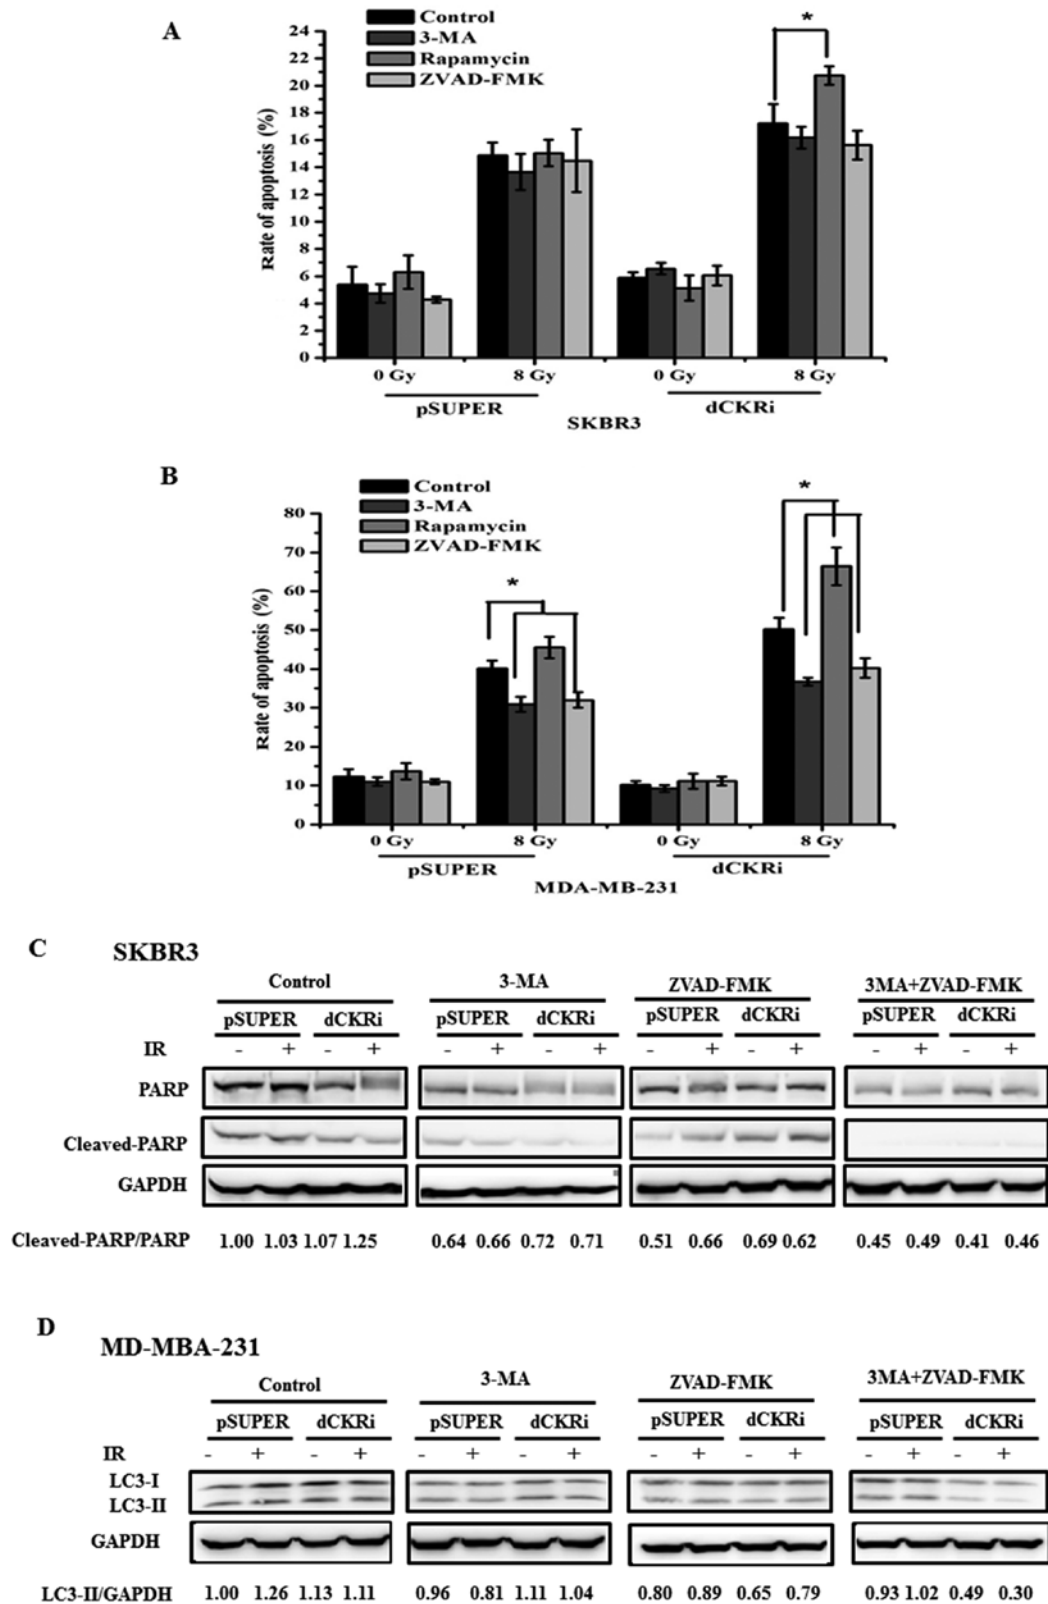 A
Control
3-MA
Rapamycin
ZVAD-FMK
*
24
22
20
18
16
14
12
10
8
6
4
2
0
Rate of apoptosis (%)
0 Gy 8 Gy 0 Gy 8 Gy
pSUPER dCKRi
SKBR3
B
Control
3-MA
Rapamycin
ZVAD-FMK
* *
80
70
60
50
40
30
20
10
0
Rate of apoptosis (%)
0 Gy 8 Gy 0 Gy 8 Gy
pSUPER dCKRi
MDA-MB-231
C SKBR3
Control 3-MA ZVAD-FMK 3MA+ZVAD-FMK
pSUPER dCKRi pSUPER dCKRi pSUPER dCKRi pSUPER dCKRi
IR - + - + - + - + - + - + - + - +
PARP
Cleaved-PARP
GAPDH
Cleaved-PARP/PARP 1.00 1.03 1.07 1.25 0.64 0.66 0.72 0.71 0.51 0.66 0.69 0.62 0.45 0.49 0.41 0.46
D MD-MBA-231
Control 3-MA ZVAD-FMK 3MA+ZVAD-FMK
pSUPER dCKRi pSUPER dCKRi pSUPER dCKRi pSUPER dCKRi
IR - + - + - + - + - + - + - + - +
LC3-I
LC3-II
GAPDH
LC3-II/GAPDH 1.00 1.26 1.13 1.11 0.96 0.81 1.11 1.04 0.80 0.89 0.65 0.79 0.93 1.02 0.49 0.30